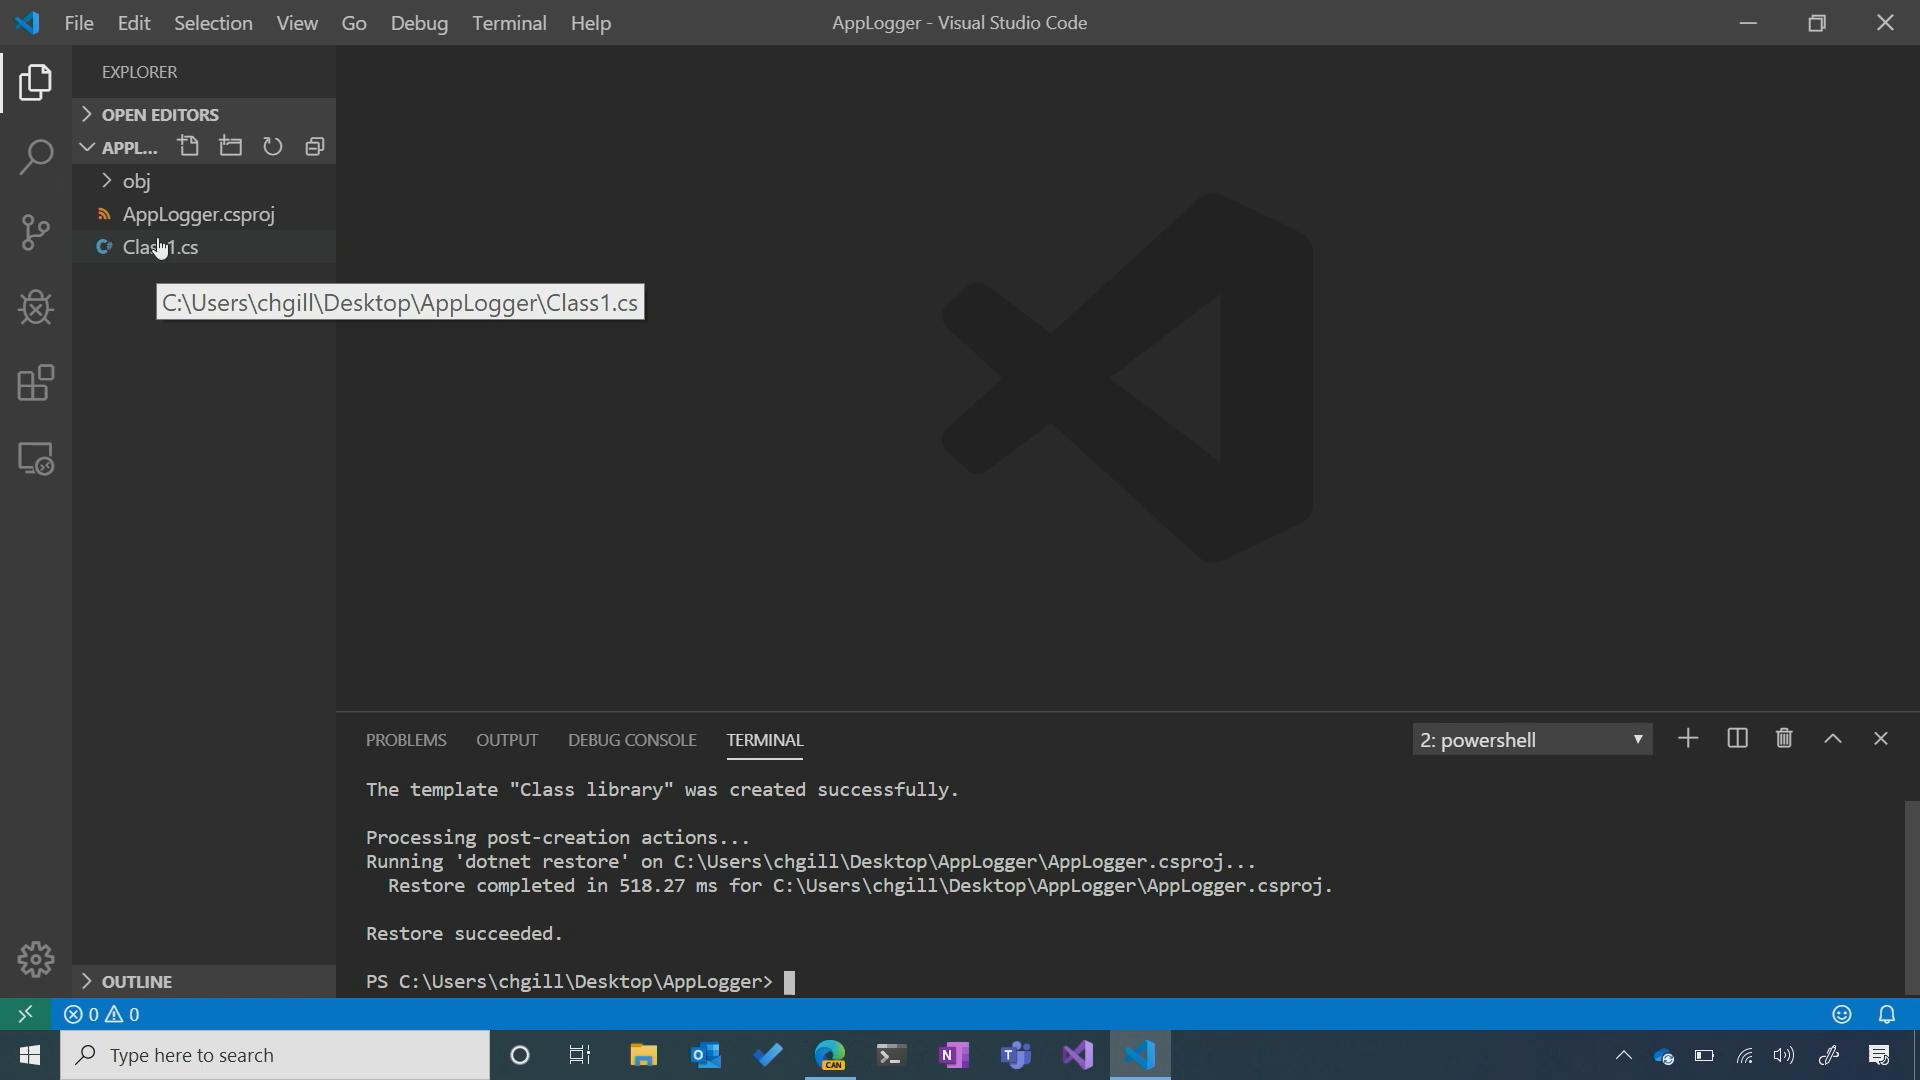 File Edit Selection View Go Debug Terminal Help
AppLogger - Visual Studio Code
EXPLORER
OPEN EDITORS
APPL...
obj
AppLogger.csproj
Class1.cs
C:\Users\chgill\Desktop\AppLogger\Class1.cs
PROBLEMS OUTPUT DEBUG CONSOLE TERMINAL
2: powershell
The template "Class library" was created successfully.
Processing post-creation actions...
Running 'dotnet restore' on C:\Users\chgill\Desktop\AppLogger\AppLogger.csproj...
Restore completed in 518.27 ms for C:\Users\chgill\Desktop\AppLogger\AppLogger.csproj.
Restore succeeded.
PS C:\Users\chgill\Desktop\AppLogger>
OUTLINE
0 0
Type here to search
CAN